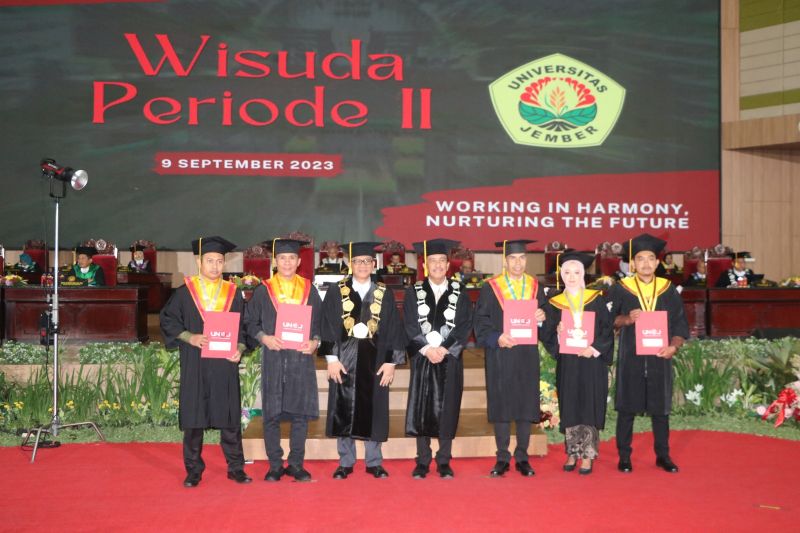 Wisuda
Periode II
9 SEPTEMBER 2023
UNIVERSITAS
JEMBER
WORKING IN HARMONY,
NURTURING THE FUTURE